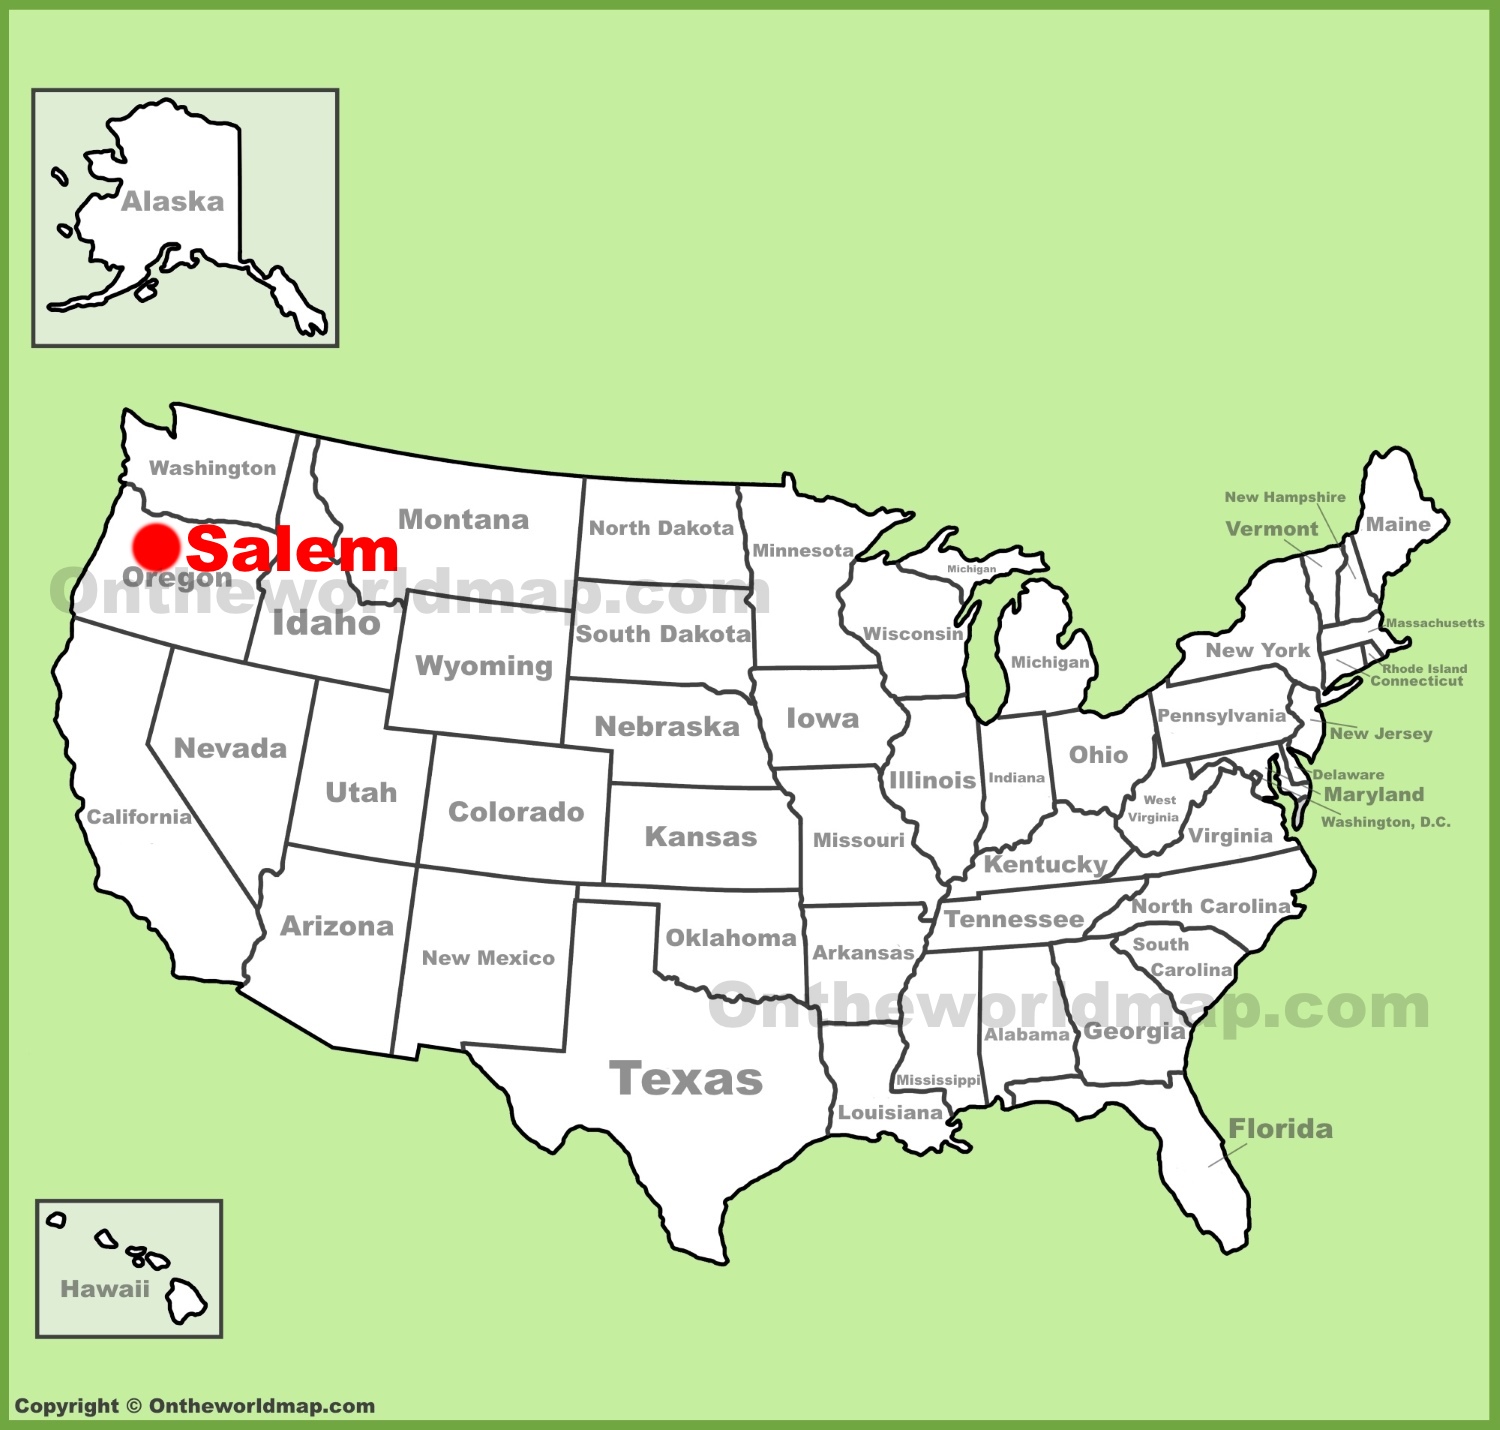 Alaska
Washington
Montana
North Dakota
Minnesota
Michigan
New Hampshire
Vermont
Maine
Salem
Oregon
Ontheworldmap.com
Idaho
Wyoming
South Dakota
Wisconsin
Michigan
New York
Massachusetts
Rhode Island
Connecticut
Nevada
Utah
Colorado
Nebraska
Iowa
Illinois
Indiana
Ohio
Pennsylvania
New Jersey
Delaware
Maryland
Washington, D.C.
California
Kansas
Missouri
Kentucky
West
Virginia
Virginia
Arizona
New Mexico
Oklahoma
Arkansas
Tennessee
North Carolina
South
Carolina
Ontheworldmap.com
Texas
Louisiana
Mississippi
Alabama
Georgia
Florida
Hawaii
Copyright © Ontheworldmap.com